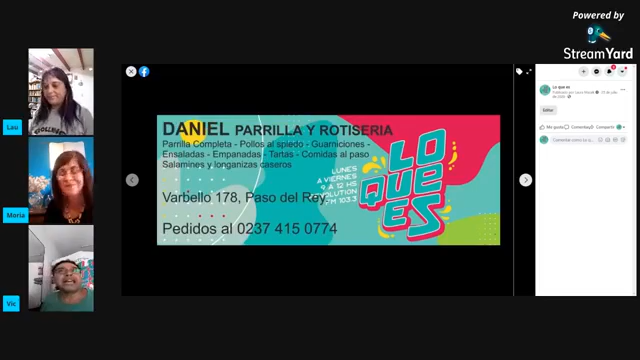 Powered by
StreamYard
Lau
Moria
Vic
DANIEL PARRILLA Y ROTISERIA
Parrilla Completa - Pollos al spiedo - Guarniciones -
Ensaladas - Empanadas - Tartas - Comidas al paso
Salamines y longanizas caseros
Varbello 178, Paso del Rey.
Pedidos al 0237 415 0774
LUNES
A VIERNES
9 A 12 HS
FM 103.3
LO
QUE
ES
Lo que es
Editar
Me gusta
Comentar
Compartir